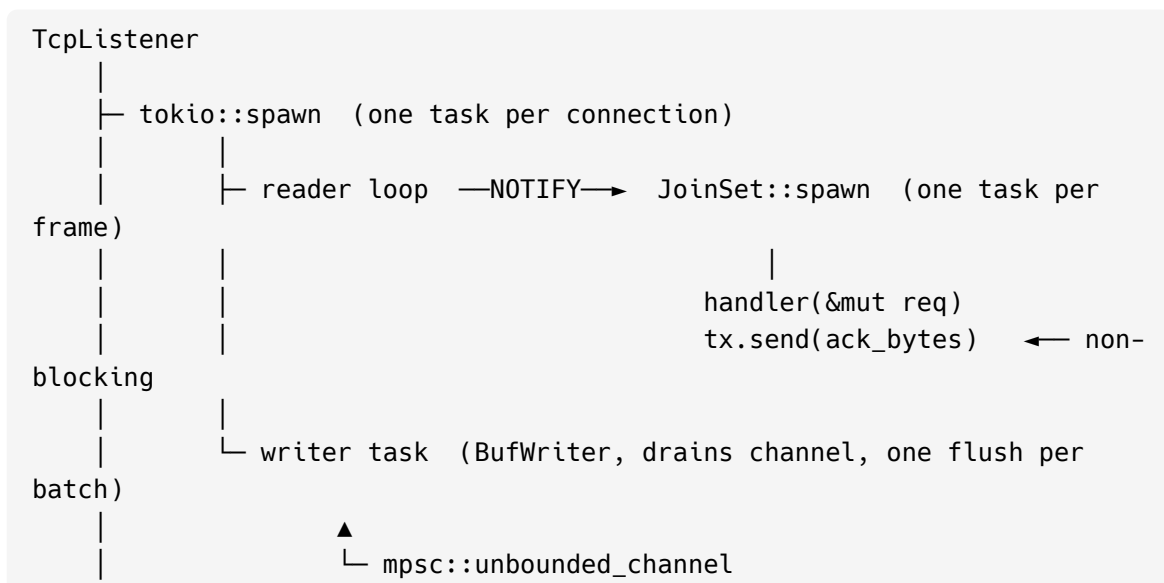 TcpListener
│
├─ tokio::spawn  (one task per connection)
│       │
│       ├─ reader loop  ──NOTIFY──►  JoinSet::spawn  (one task per
frame)
│       │                                  │
│       │                              handler(&mut req)
│       │                              tx.send(ack_bytes)   ◄── non-
blocking
│       │
│       └─ writer task  (BufWriter, drains channel, one flush per
batch)
│               ▲
│               └─ mpsc::unbounded_channel